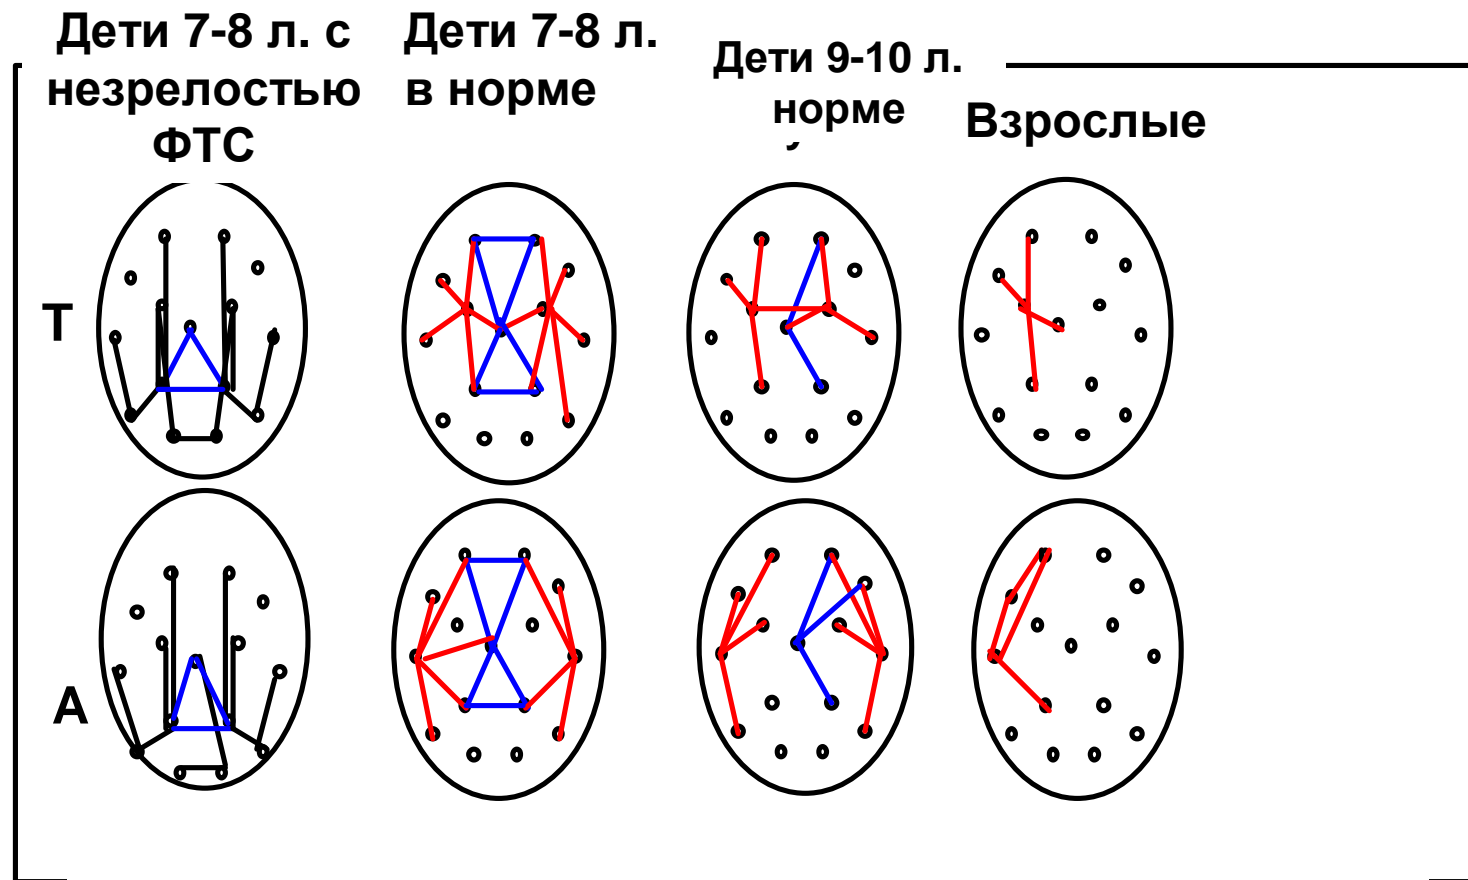 Дети 7-8 л. с
незрелостью
ФТС
Дети 7-8 л.
в норме
Дети 9-10 л.
норме
Взрослые
Т
А